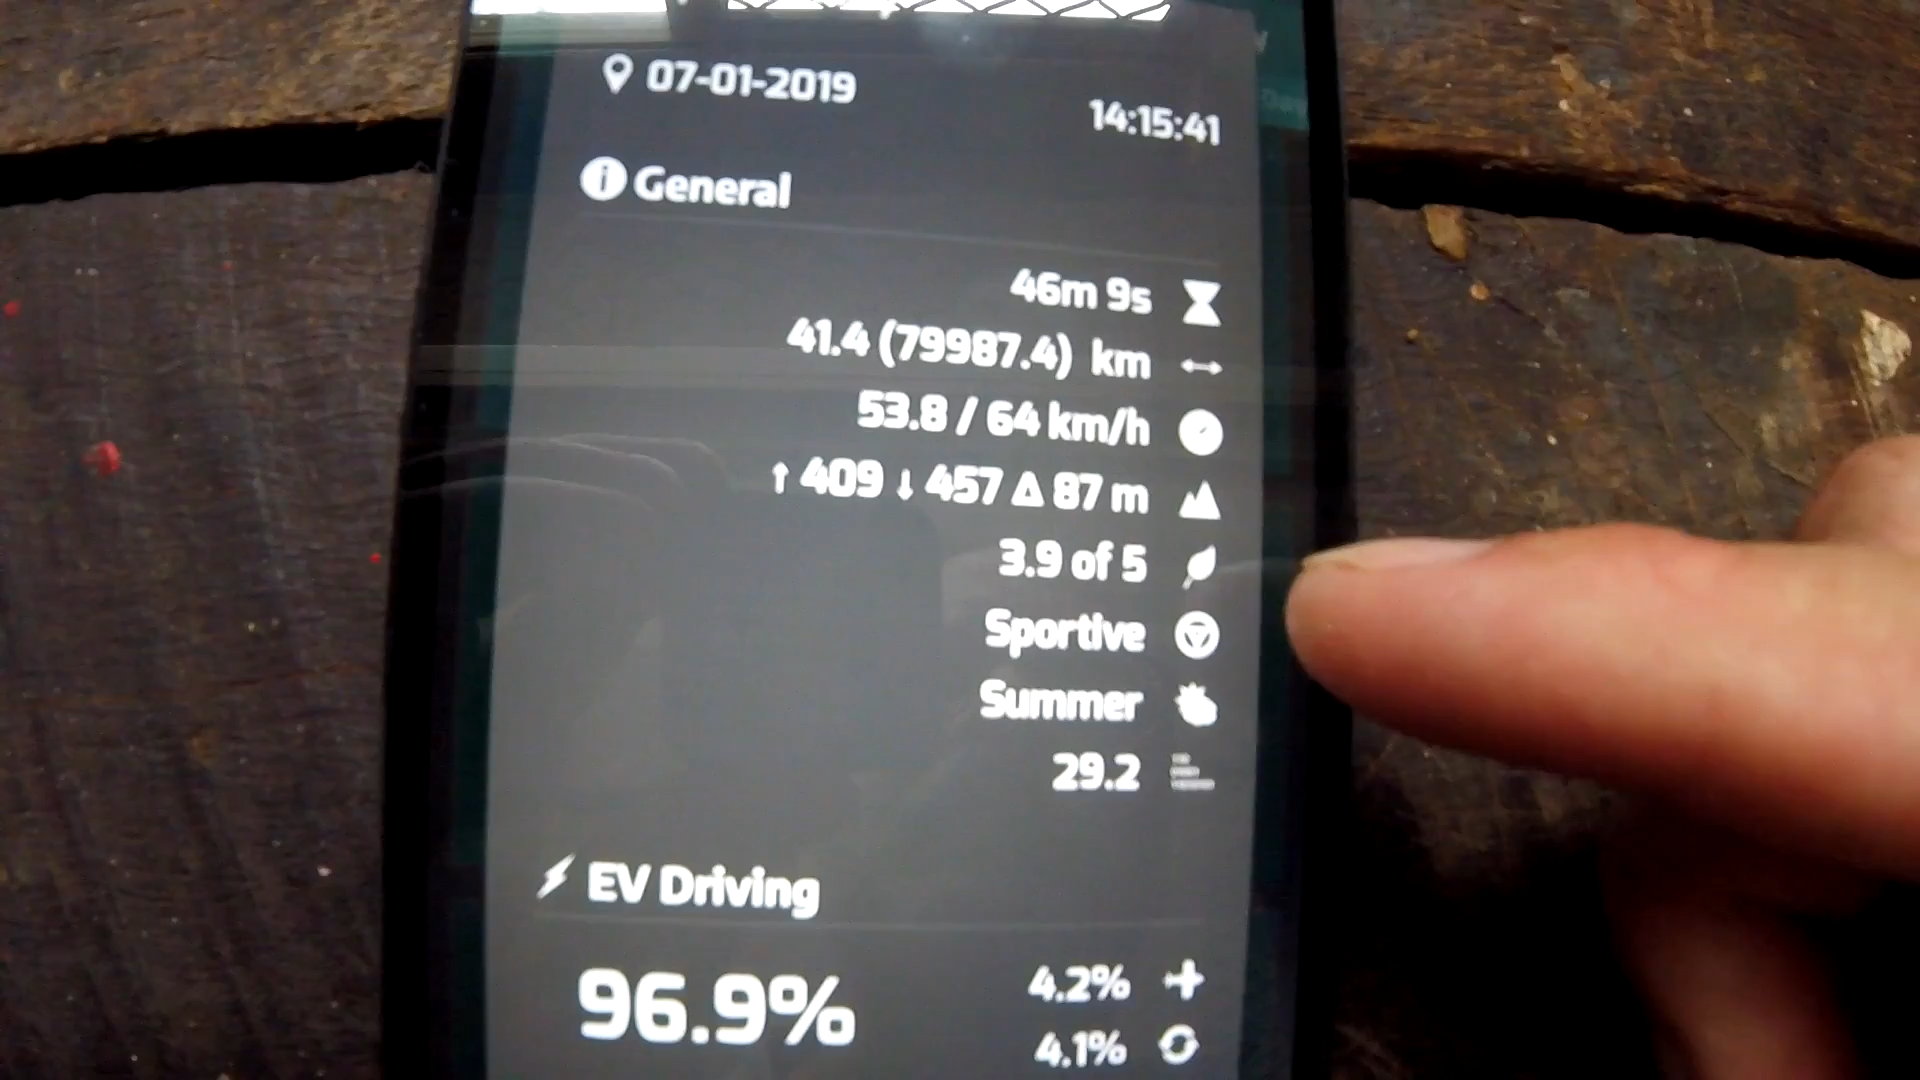 07-01-2019
14:15:41
General
46m 9s
41.4 (79987.4) km
53.8 / 64 km/h
↑ 409 ↓ 457 Δ 87 m
3.9 of 5
Sportive
Summer
29.2
EV Driving
96.9%
4.2%
4.1%